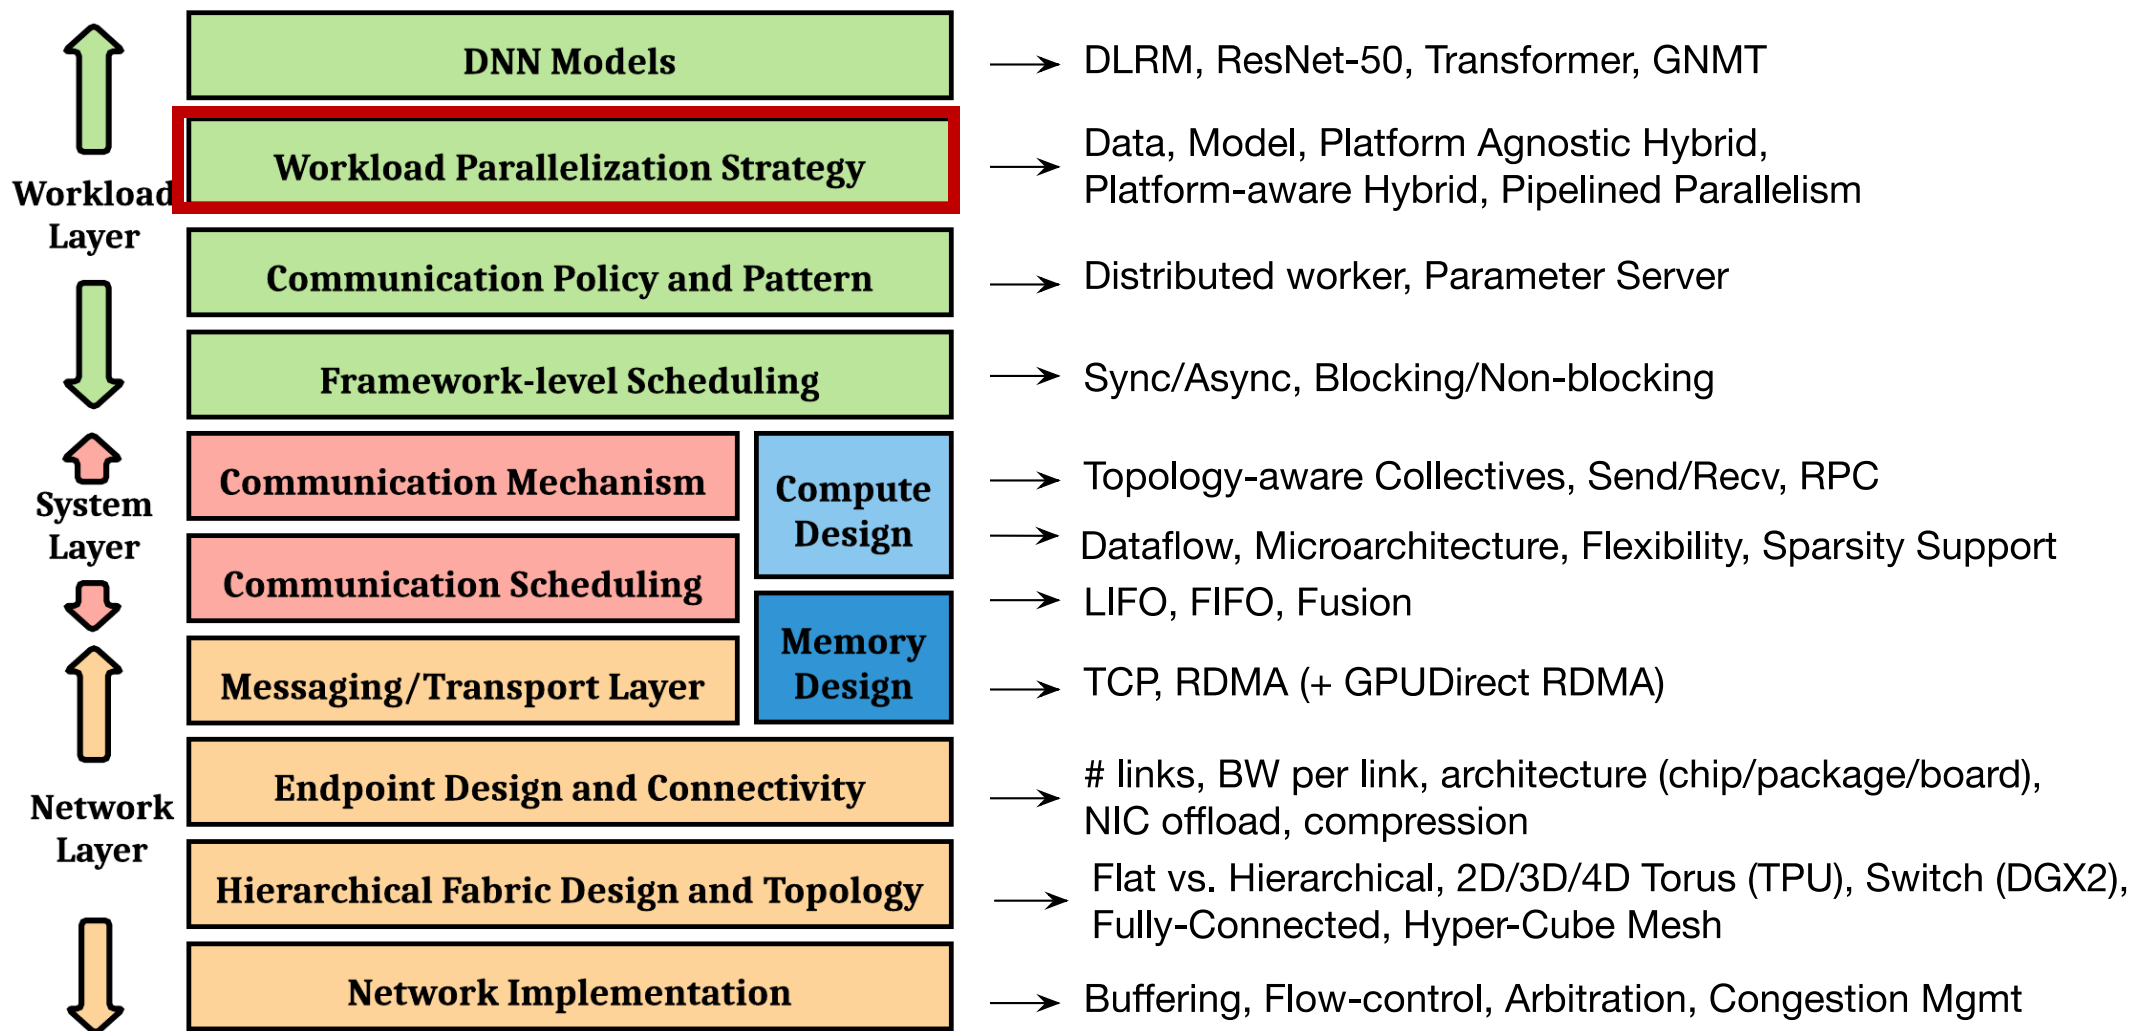 DNN Models
DLRM, ResNet-50, Transformer, GNMT
Workload Parallelization Strategy
Data, Model, Platform Agnostic Hybrid,
Platform-aware Hybrid, Pipelined Parallelism
Workload
Layer
Communication Policy and Pattern
Distributed worker, Parameter Server
Framework-level Scheduling
Sync/Async, Blocking/Non-blocking
System
Layer
Communication Mechanism
Compute
Design
Topology-aware Collectives, Send/Recv, RPC
Dataflow, Microarchitecture, Flexibility, Sparsity Support
Communication Scheduling
LIFO, FIFO, Fusion
Memory
Design
Messaging/Transport Layer
TCP, RDMA (+ GPUDirect RDMA)
Network
Layer
Endpoint Design and Connectivity
# links, BW per link, architecture (chip/package/board),
NIC offload, compression
Hierarchical Fabric Design and Topology
Flat vs. Hierarchical, 2D/3D/4D Torus (TPU), Switch (DGX2),
Fully-Connected, Hyper-Cube Mesh
Network Implementation
Buffering, Flow-control, Arbitration, Congestion Mgmt